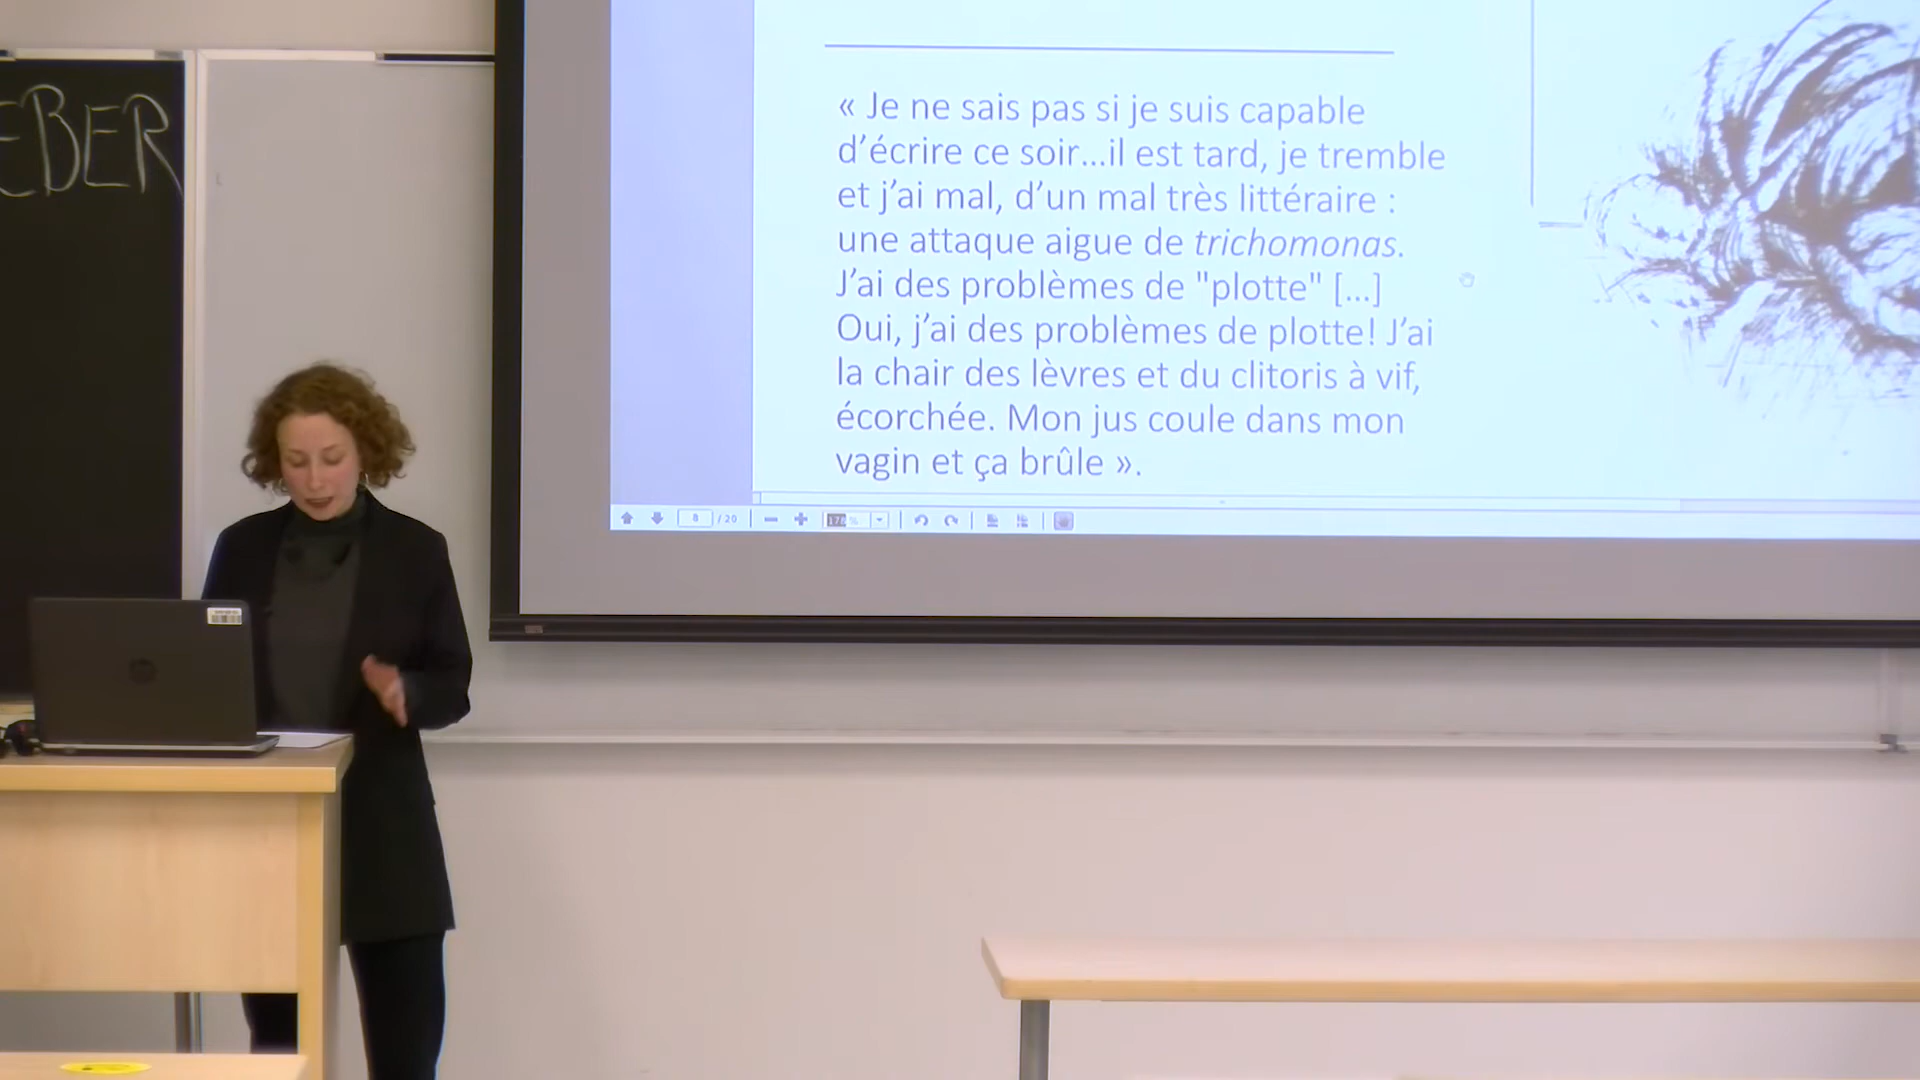 EBER
« Je ne sais pas si je suis capable
d’écrire ce soir...il est tard, je tremble
et j’ai mal, d’un mal très littéraire :
une attaque aigue de trichomonas.
J’ai des problèmes de "plotte" [...]
Oui, j’ai des problèmes de plotte! J’ai
la chair des lèvres et du clitoris à vif,
écorchée. Mon jus coule dans mon
vagin et ça brûle ».
8 / 20
178 %